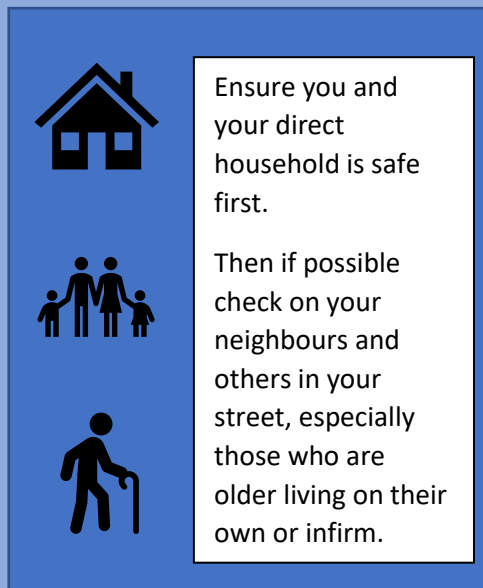 Ensure you and
your direct
household is safe
first.
Then if possible
check on your
neighbours and
others in your
street, especially
those who are
older living on their
own or infirm.